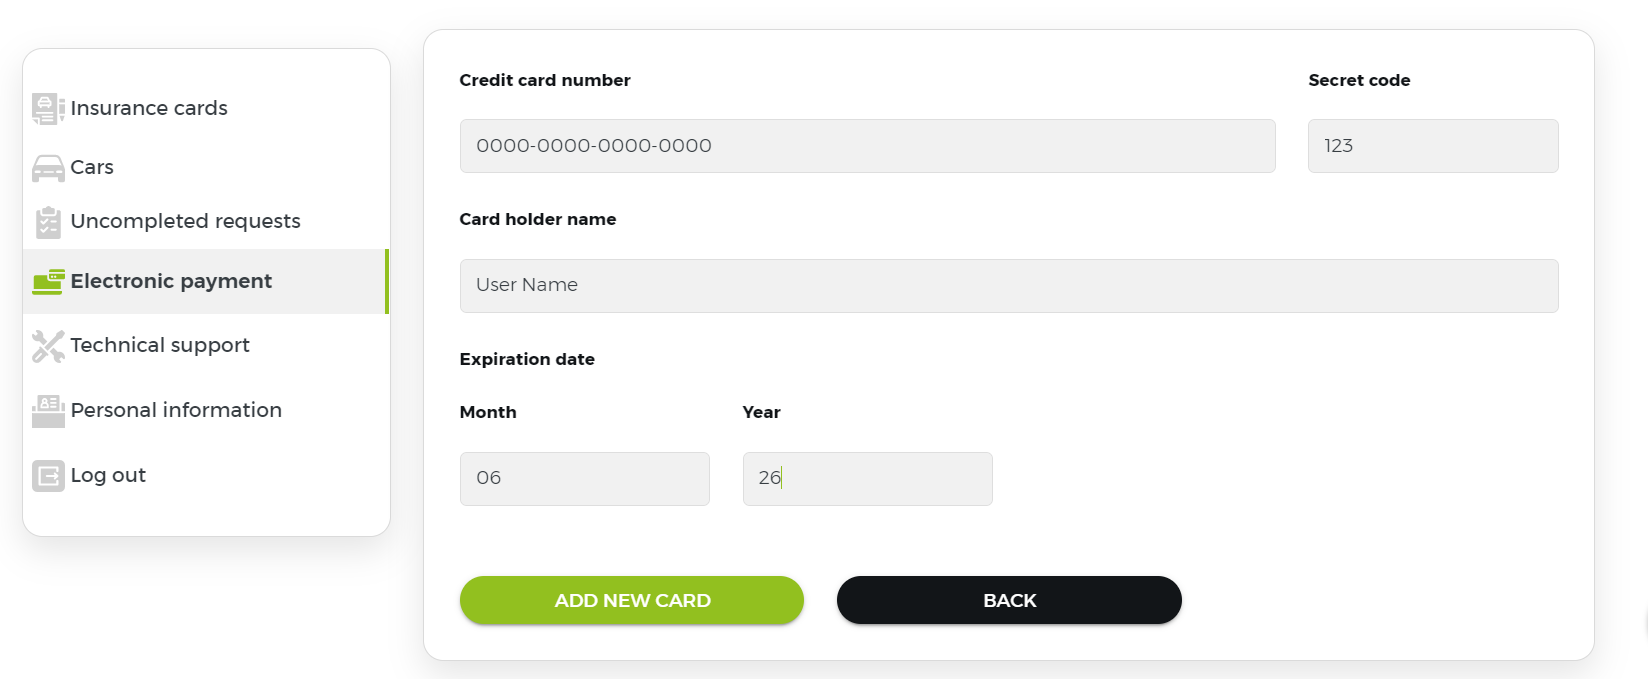 Insurance cards
Cars
Uncompleted requests
Electronic payment
Technical support
Personal information
Log out
Credit card number
Secret code
0000-0000-0000-0000
123
Card holder name
User Name
Expiration date
Month
Year
06
26
ADD NEW CARD
BACK